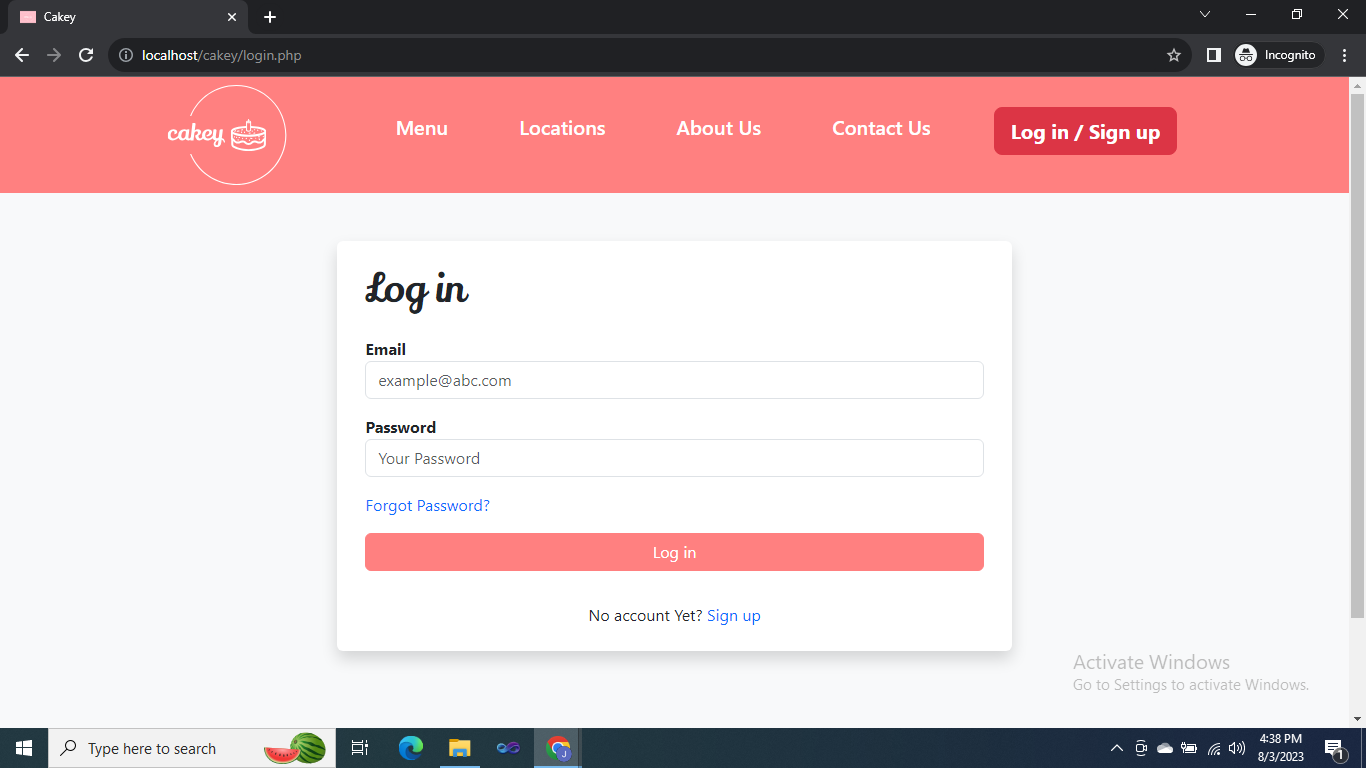 Cakey
localhost/cakey/login.php
Incognito
cakey
Menu
Locations
About Us
Contact Us
Log in / Sign up
Log in
Email
example@abc.com
Password
Your Password
Forgot Password?
Log in
No account Yet? Sign up
Activate Windows
Go to Settings to activate Windows.
Type here to search
J
4:38 PM
8/3/2023
1